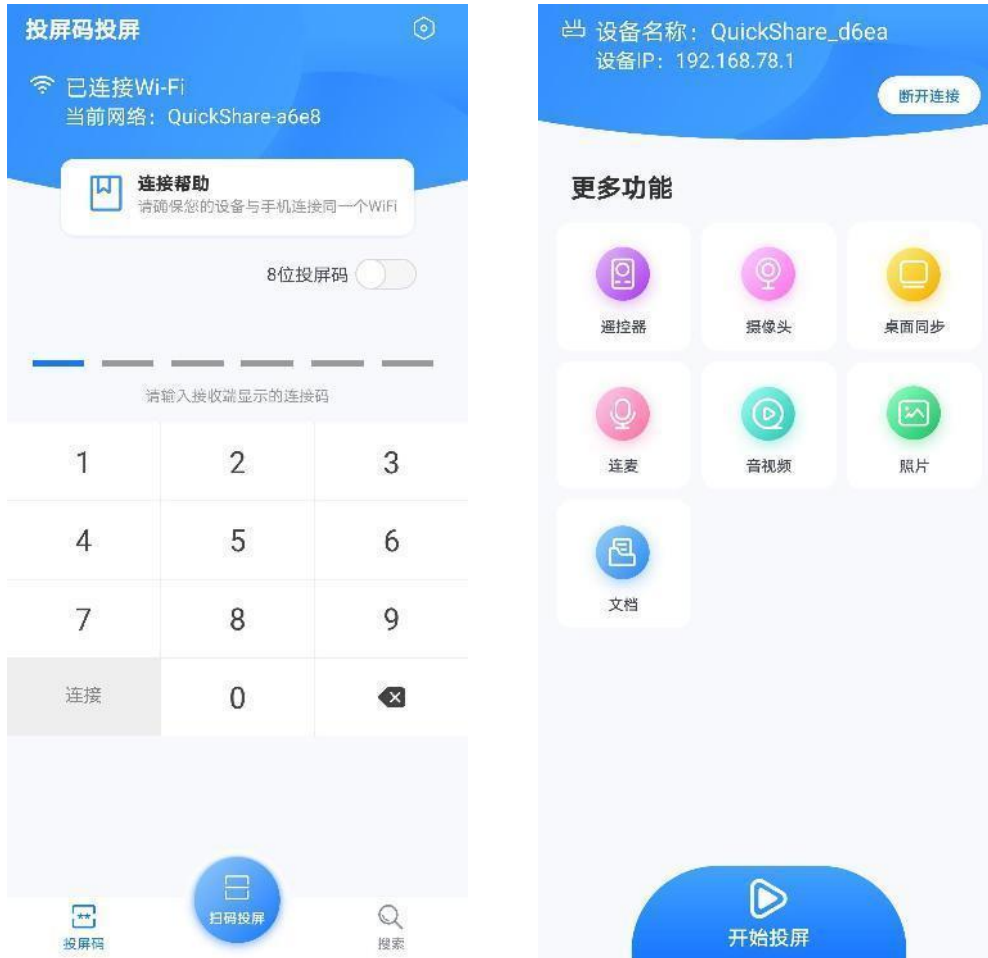 投屏码投屏
已连接Wi-Fi
当前网络：QuickShare-a6e8
连接帮助
请确保您的设备与手机连接同一个WiFi
8位投屏码
请输入接收端显示的连接码
1 2 3
4 5 6
7 8 9
连接 0
扫码投屏
投屏码
搜索
设备名称：QuickShare_d6ea
设备IP：192.168.78.1
断开连接
更多功能
遥控器 摄像头 桌面同步
连麦 音视频 照片
文档
开始投屏